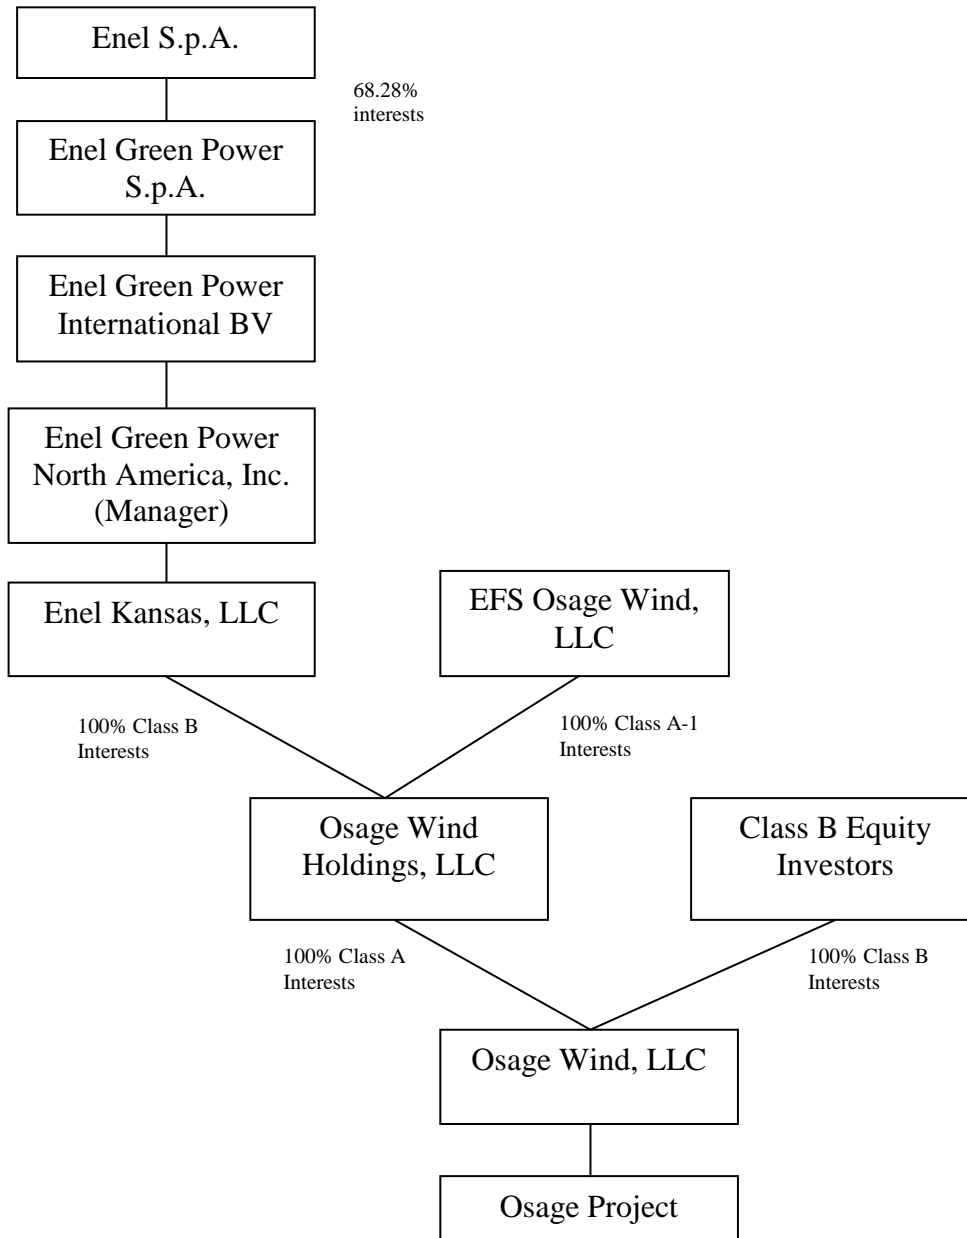 Enel S.p.A.
68.28%
interests
Enel Green Power
S.p.A.
Enel Green Power
International BV
Enel Green Power
North America, Inc.
(Manager)
Enel Kansas, LLC
EFS Osage Wind,
LLC
100% Class B
Interests
100% Class A-1
Interests
Osage Wind
Holdings, LLC
Class B Equity
Investors
100% Class A
Interests
100% Class B
Interests
Osage Wind, LLC
Osage Project